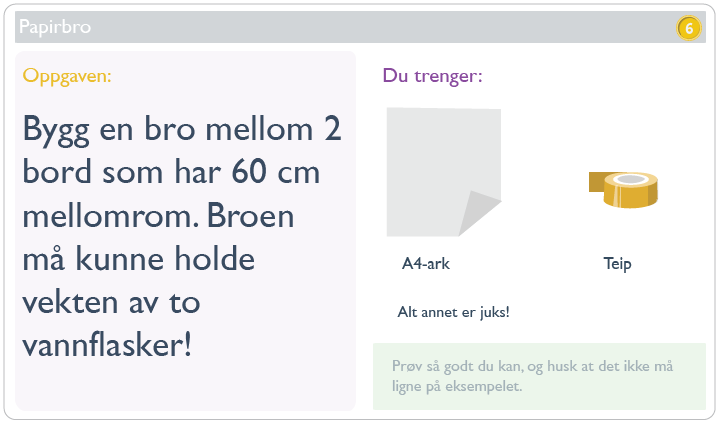 Papirbro
6
Oppgaven:
Bygg en bro mellom 2
bord som har 60 cm
mellomrom. Broen
må kunne holde
vekten av to
vannflasker!
Du trenger:
A4-ark
Teip
Alt annet er juks!
Prøv så godt du kan, og husk at det ikke må
ligne på eksempelet.